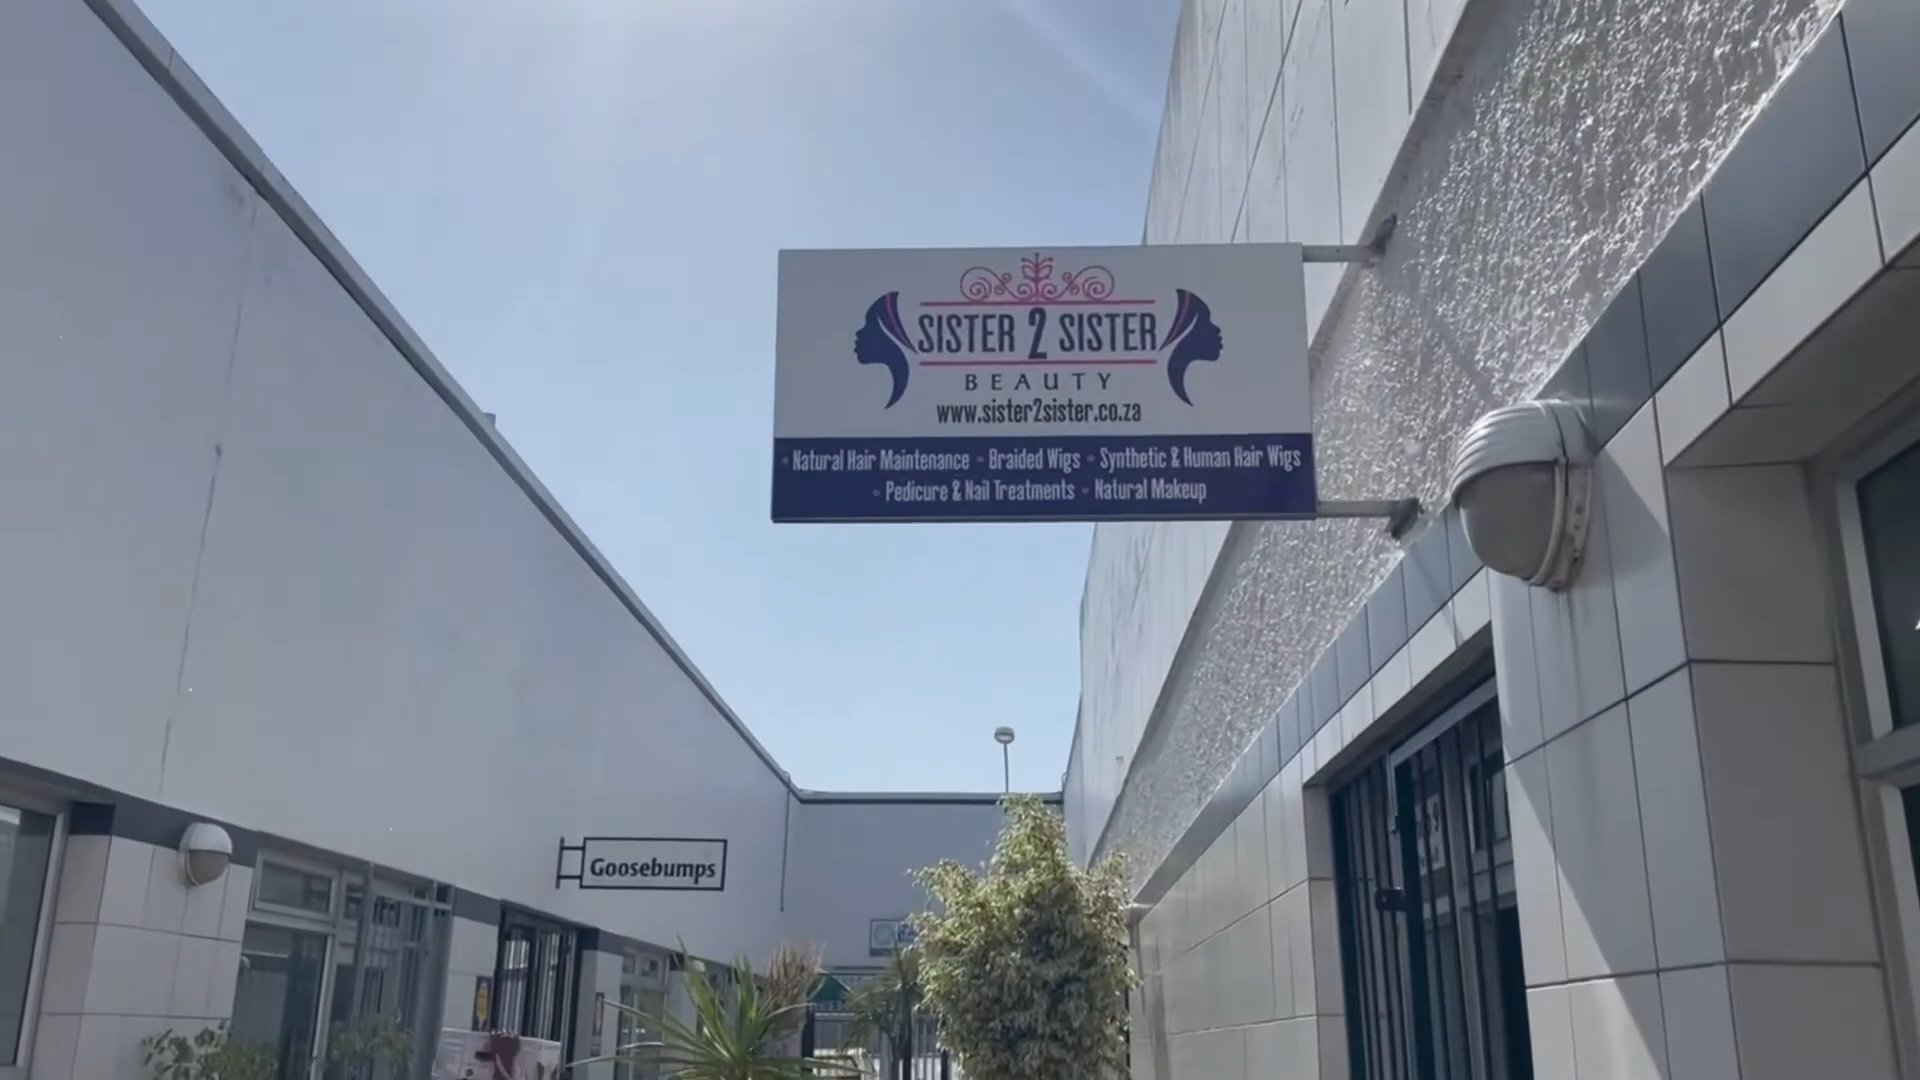 SISTER 2 SISTER
BEAUTY
www.sister2sister.co.za
• Natural Hair Maintenance • Braided Wigs • Synthetic & Human Hair Wigs
• Pedicure & Nail Treatments • Natural Makeup
Goosebumps